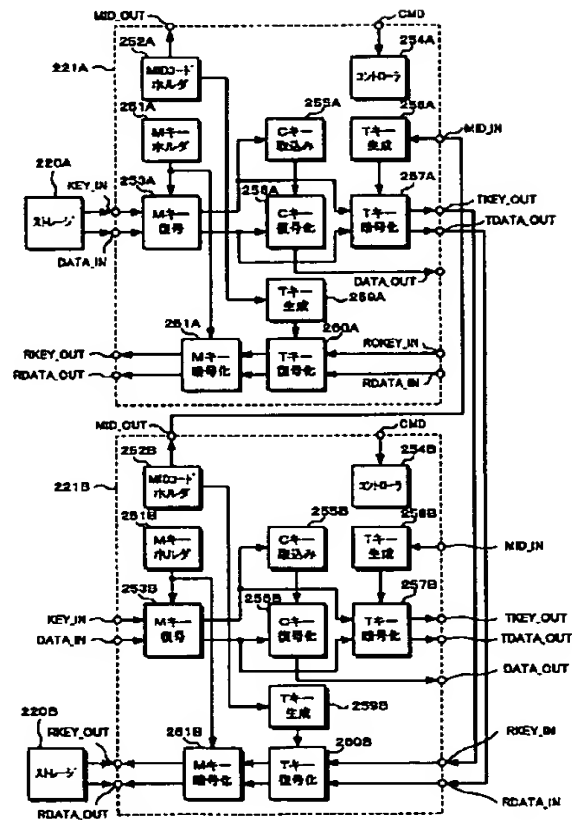 MID_OUT
CMD
252A
254A
221A
MIDコード
ホルダ
コントローラ
251A
255A
258A
Mキー
ホルダ
Cキー
取込み
Tキー
生成
MID_IN
220A
KEY_IN
253A
256A
257A
TKEY_OUT
ストレージ
Mキー
復号
Cキー
復号化
Tキー
暗号化
TDATA_OUT
DATA_IN
DATA_OUT
Tキー
生成
259A
261A
260A
RKEY_OUT
Mキー
暗号化
Tキー
復号化
ROKEY_IN
RDATA_OUT
RDATA_IN
MID_OUT
CMD
252B
254B
221B
MIDコード
ホルダ
コントローラ
251B
255B
258B
Mキー
ホルダ
Cキー
取込み
Tキー
生成
MID_IN
253B
256B
257B
KEY_IN
Mキー
復号
Cキー
復号化
Tキー
暗号化
TKEY_OUT
DATA_IN
TDATA_OUT
DATA_OUT
Tキー
生成
259B
220B
RKEY_OUT
261B
260B
RKEY_IN
ストレージ
Mキー
暗号化
Tキー
復号化
RDATA_OUT
RDATA_IN